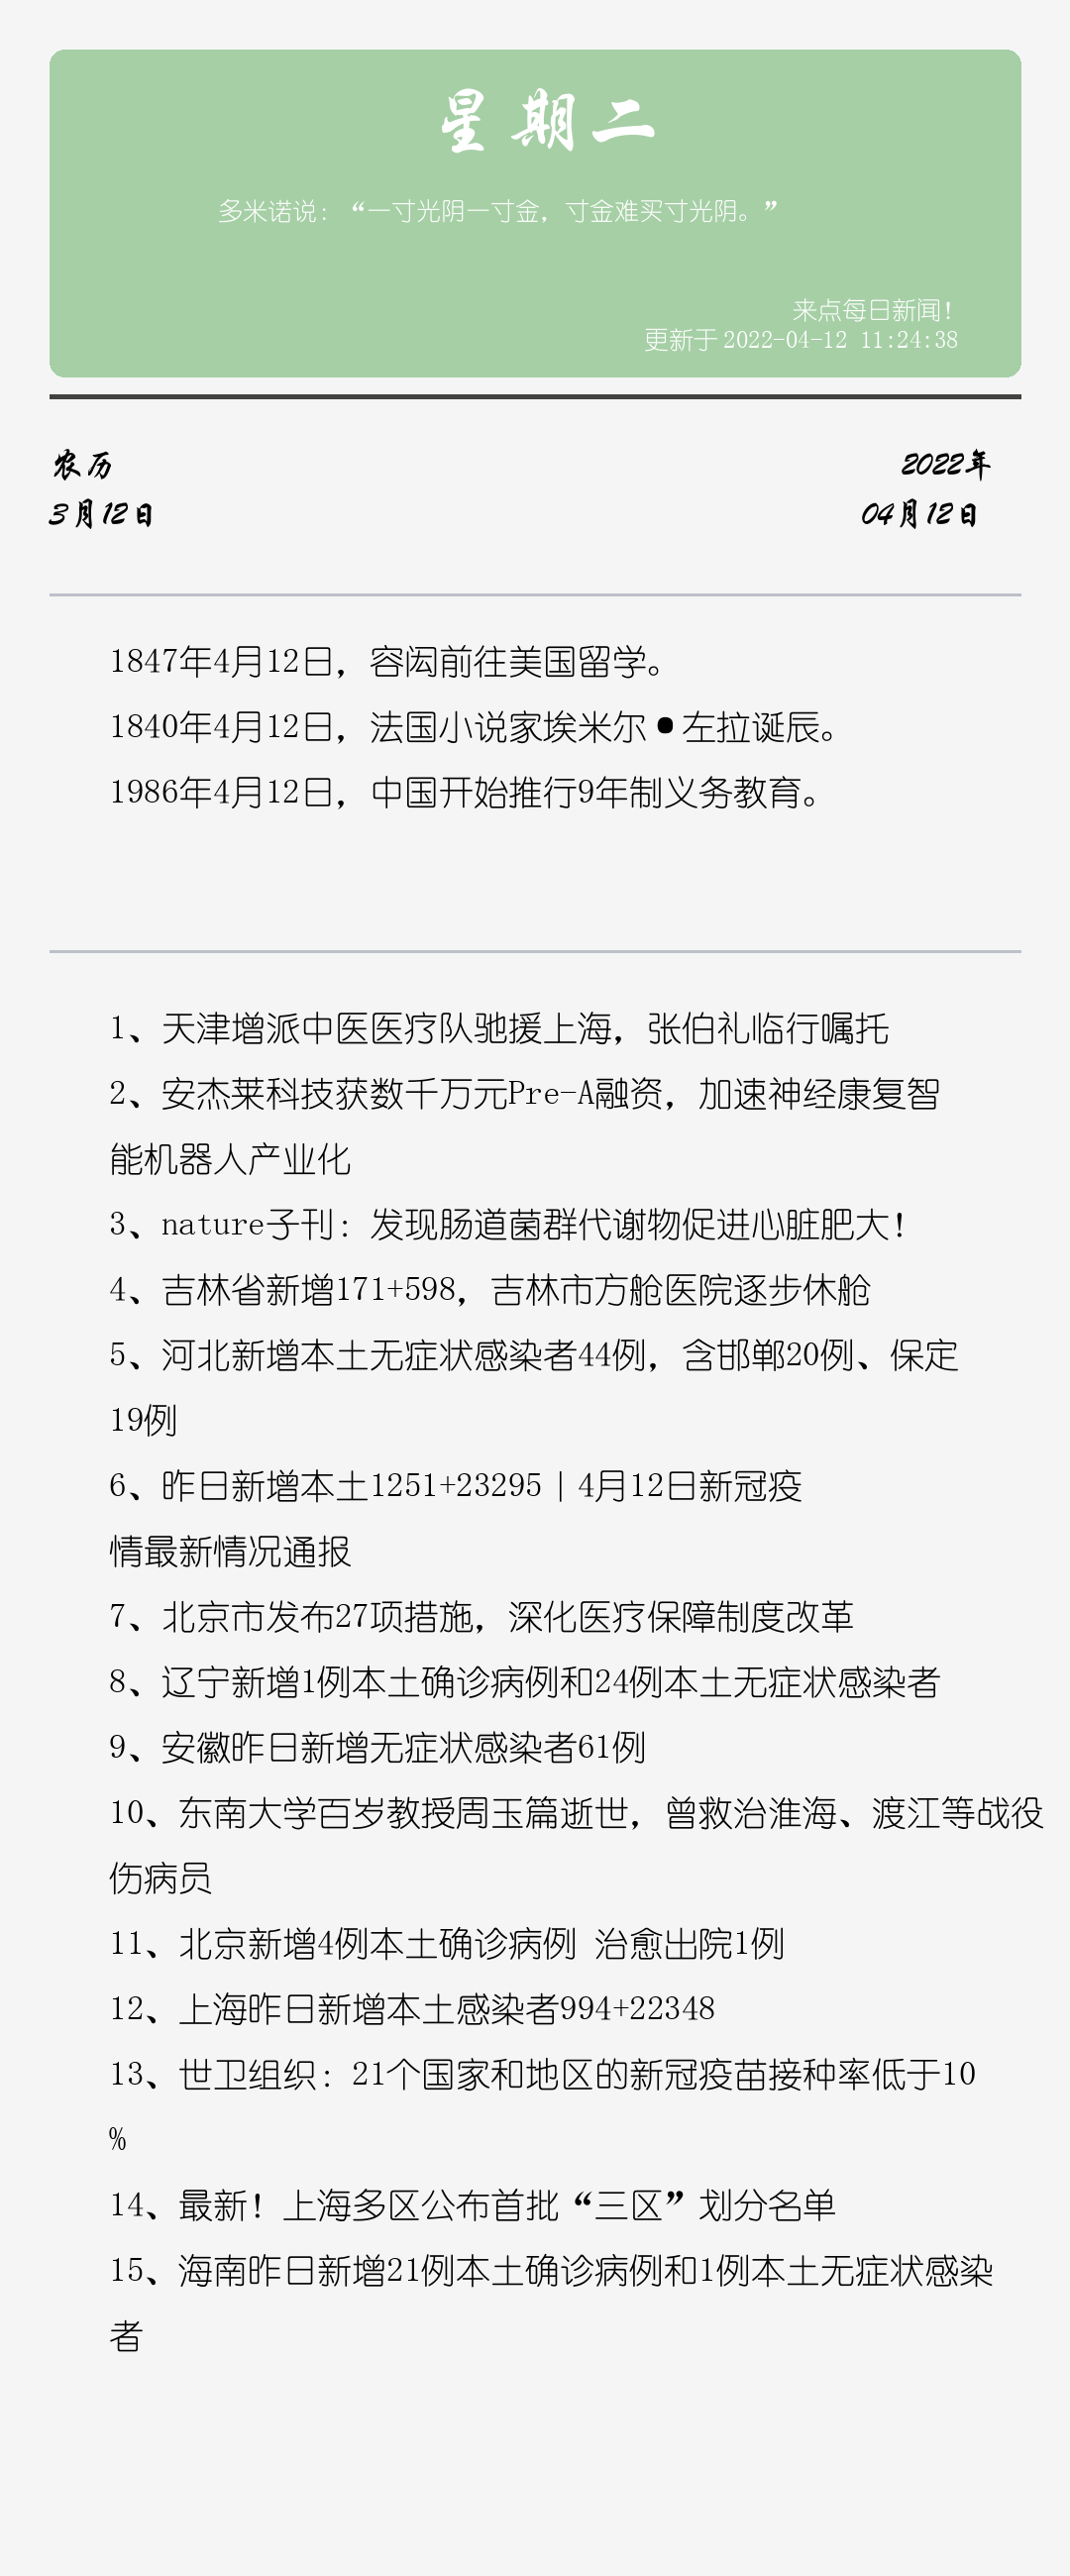 星期二
多米诺说：“一寸光阴一寸金，寸金难买寸光阴。”
来点每日新闻！
更新于 2022-04-12 11:24:38
农历
2022年
3月12日
04月12日
1847年4月12日，容闳前往美国留学。
1840年4月12日，法国小说家埃米尔•左拉诞辰。
1986年4月12日，中国开始推行9年制义务教育。
1、天津增派中医医疗队驰援上海，张伯礼临行嘱托
2、安杰莱科技获数千万元Pre-A融资，加速神经康复智
能机器人产业化
3、nature子刊：发现肠道菌群代谢物促进心脏肥大！
4、吉林省新增171+598，吉林市方舱医院逐步休舱
5、河北新增本土无症状感染者44例，含邯郸20例、保定
19例
6、昨日新增本土1251+23295｜4月12日新冠疫
情最新情况通报
7、北京市发布27项措施，深化医疗保障制度改革
8、辽宁新增1例本土确诊病例和24例本土无症状感染者
9、安徽昨日新增无症状感染者61例
10、东南大学百岁教授周玉篇逝世，曾救治淮海、渡江等战役
伤病员
11、北京新增4例本土确诊病例 治愈出院1例
12、上海昨日新增本土感染者994+22348
13、世卫组织：21个国家和地区的新冠疫苗接种率低于10
%
14、最新！上海多区公布首批“三区”划分名单
15、海南昨日新增21例本土确诊病例和1例本土无症状感染
者